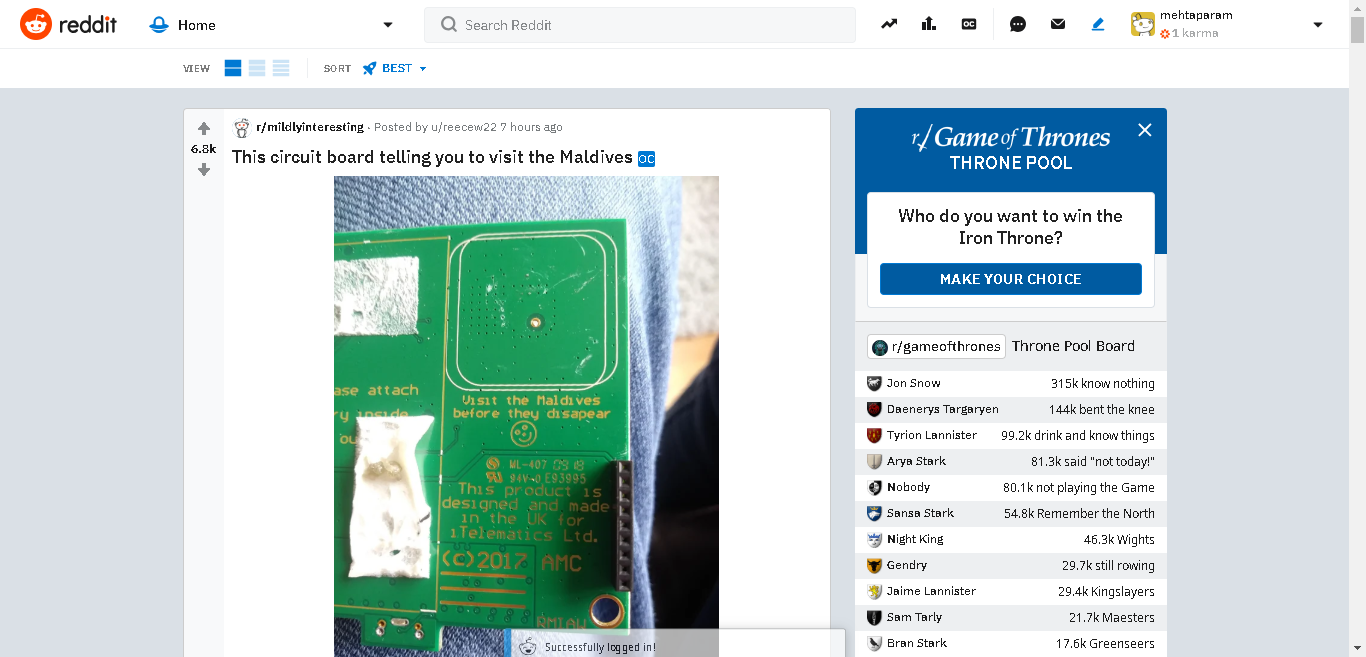 reddit
Home
Search Reddit
OC
mehtaparam
1 karma
VIEW
SORT
BEST
6.8k
r/mildlyinteresting · Posted by u/reecew22 7 hours ago
This circuit board telling you to visit the Maldives OC
ase attach
ry inside
Visit the Maldives
before they disapear
ML-407 09 18
94V-0 E93995
This product is
designed and made
in the UK for
iTelematics Ltd.
(c)2017 AMC
Successfully logged in!
r/Game of Thrones
THRONE POOL
Who do you want to win the
Iron Throne?
MAKE YOUR CHOICE
r/gameofthrones Throne Pool Board
Jon Snow 315k know nothing
Daenerys Targaryen 144k bent the knee
Tyrion Lannister 99.2k drink and know things
Arya Stark 81.3k said "not today!"
Nobody 80.1k not playing the Game
Sansa Stark 54.8k Remember the North
Night King 46.3k Wights
Gendry 29.7k still rowing
Jaime Lannister 29.4k Kingslayers
Sam Tarly 21.7k Maesters
Bran Stark 17.6k Greenseers